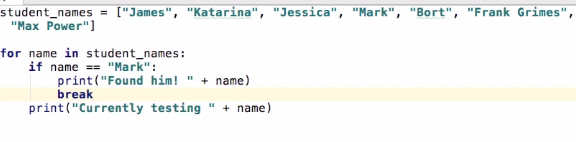 student_names = ["James", "Katarina", "Jessica", "Mark", "Bort", "Frank Grimes",
"Max Power"]
for name in student_names:
if name == "Mark":
print("Found him! " + name)
break
print("Currently testing " + name)